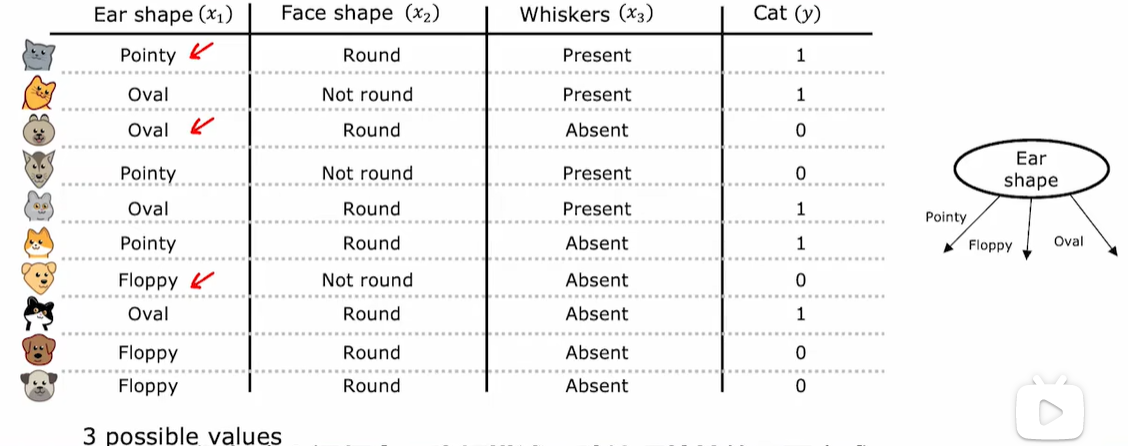 Ear shape (x₁) Face shape (x₂) Whiskers (x₃) Cat (y)
Pointy Round Present 1
Oval Not round Present 1
Oval Round Absent 0
Pointy Not round Present 0
Oval Round Present 1
Pointy Round Absent 1
Floppy Not round Absent 0
Oval Round Absent 1
Floppy Round Absent 0
Floppy Round Absent 0
3 possible values
Ear
shape
Pointy
Floppy
Oval